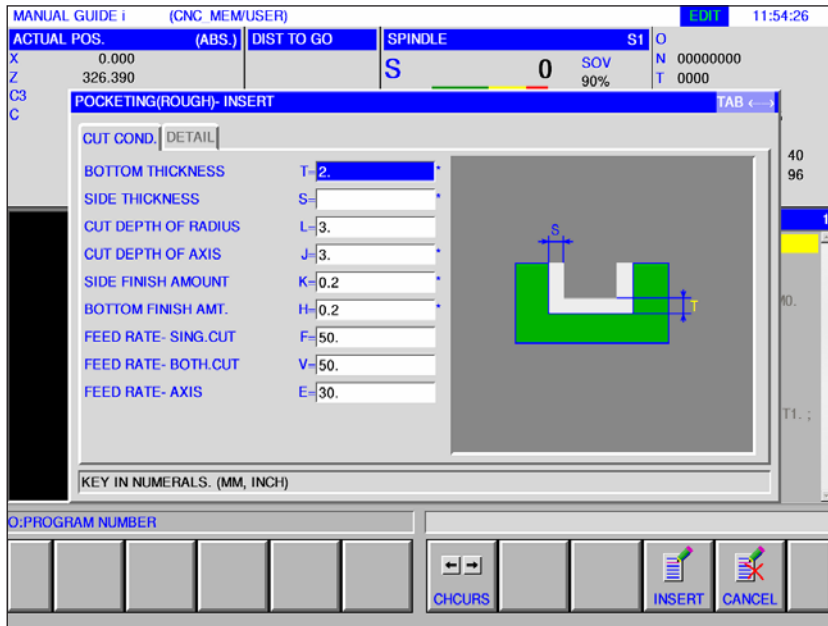 MANUAL GUIDE i (CNC_MEM/USER) EDIT 11:54:26
ACTUAL POS. (ABS.) DIST TO GO SPINDLE S1 O
X 0.000 S 0 SOV 90% N 00000000
Z 326.390 T 0000
C3
C
POCKETING(ROUGH)- INSERT TAB ←→
CUT COND. DETAIL
BOTTOM THICKNESS T= 2. *
SIDE THICKNESS S= *
CUT DEPTH OF RADIUS L= 3.
CUT DEPTH OF AXIS J= 3. *
SIDE FINISH AMOUNT K= 0.2 *
BOTTOM FINISH AMT. H= 0.2 *
FEED RATE- SING.CUT F= 50.
FEED RATE- BOTH.CUT V= 50.
FEED RATE- AXIS E= 30.
S
T
40
96
1
M0.
T1. ;
KEY IN NUMERALS. (MM, INCH)
O:PROGRAM NUMBER
CHCURS INSERT CANCEL